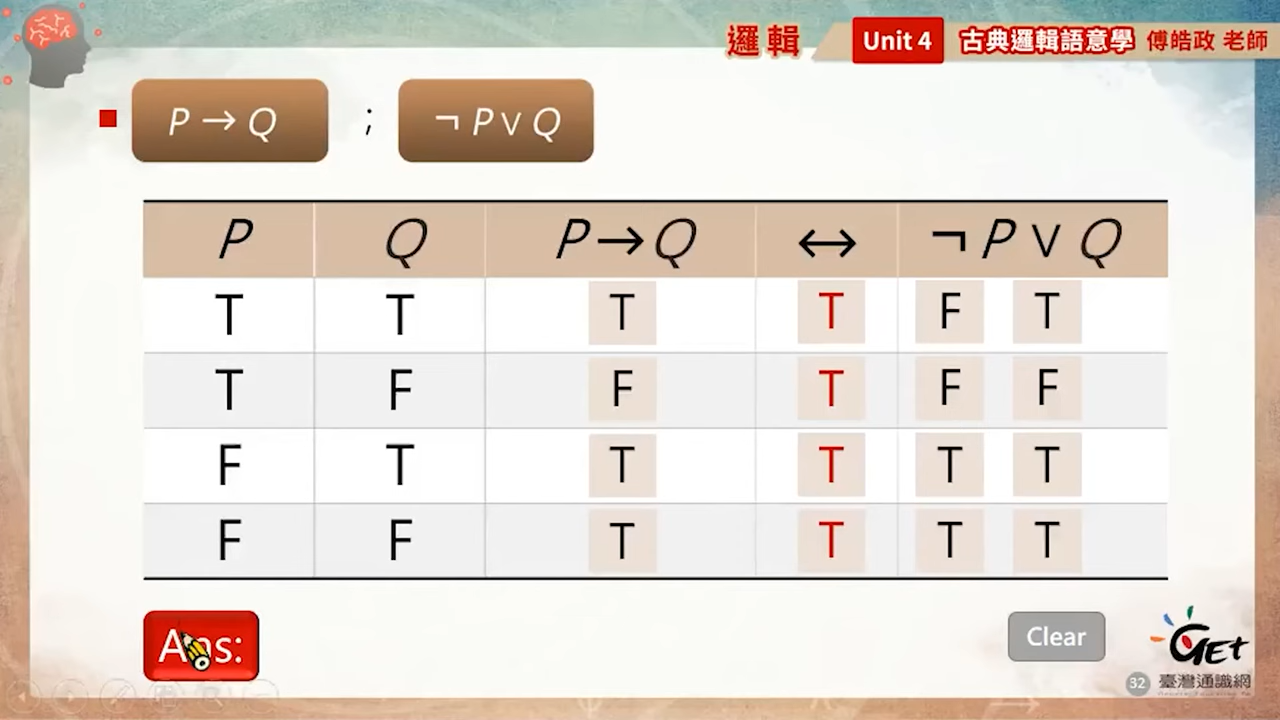 邏輯 Unit 4 古典邏輯語意學 傅皓政 老師
P → Q ; ¬ P ∨ Q
P Q P → Q ↔ ¬ P ∨ Q
T T T T F T
T F F T F F
F T T T T T
F F T T T T
Ans: Clear
GET
32 臺灣通識網